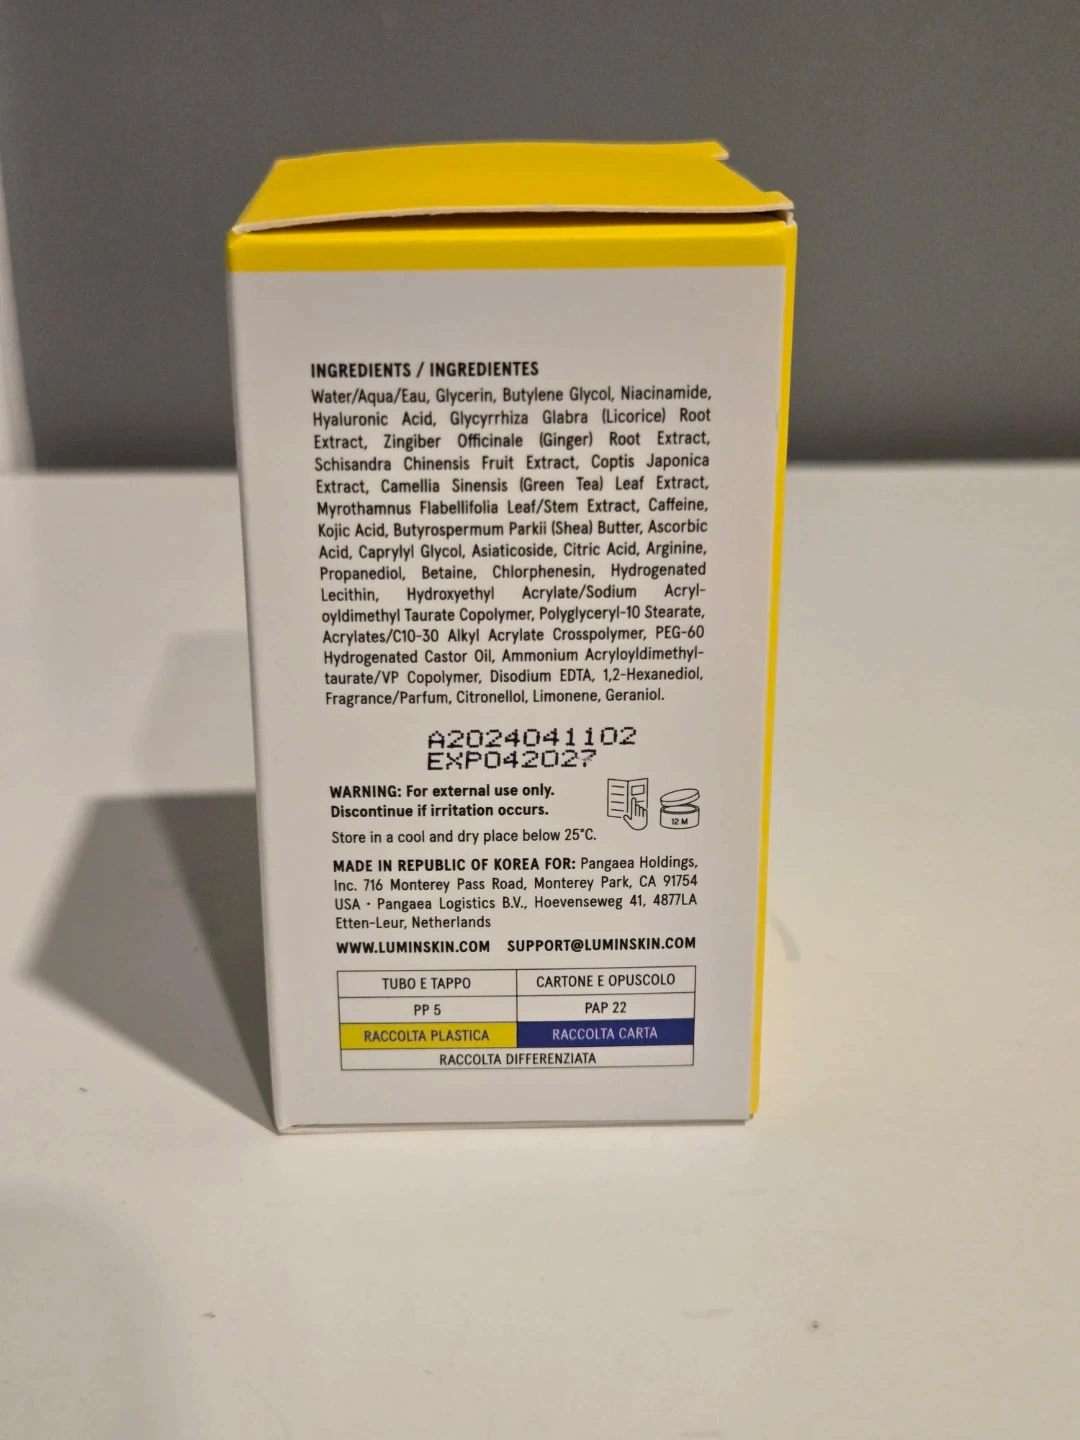 INGREDIENTS / INGREDIENTES
Water/Aqua/Eau, Glycerin, Butylene Glycol, Niacinamide,
Hyaluronic Acid, Glycyrrhiza Glabra (Licorice) Root
Extract, Zingiber Officinale (Ginger) Root Extract,
Schisandra Chinensis Fruit Extract, Coptis Japonica
Extract, Camellia Sinensis (Green Tea) Leaf Extract,
Myrothamnus Flabellifolia Leaf/Stem Extract, Caffeine,
Kojic Acid, Butyrospermum Parkii (Shea) Butter, Ascorbic
Acid, Caprylyl Glycol, Asiaticoside, Citric Acid, Arginine,
Propanediol, Betaine, Chlorphenesin, Hydrogenated
Lecithin, Hydroxyethyl Acrylate/Sodium Acryl-
oyldimethyl Taurate Copolymer, Polyglyceryl-10 Stearate,
Acrylates/C10-30 Alkyl Acrylate Crosspolymer, PEG-60
Hydrogenated Castor Oil, Ammonium Acryloyldimethyl-
taurate/VP Copolymer, Disodium EDTA, 1,2-Hexanediol,
Fragrance/Parfum, Citronellol, Limonene, Geraniol.
A2024041102
EXP042027
WARNING: For external use only.
Discontinue if irritation occurs.
12 M
Store in a cool and dry place below 25°C.
MADE IN REPUBLIC OF KOREA FOR: Pangaea Holdings,
Inc. 716 Monterey Pass Road, Monterey Park, CA 91754
USA · Pangaea Logistics B.V., Hoevenseweg 41, 4877LA
Etten-Leur, Netherlands
WWW.LUMINSKIN.COM SUPPORT@LUMINSKIN.COM
TUBO E TAPPO CARTONE E OPUSCOLO
PP 5 PAP 22
RACCOLTA PLASTICA RACCOLTA CARTA
RACCOLTA DIFFERENZIATA